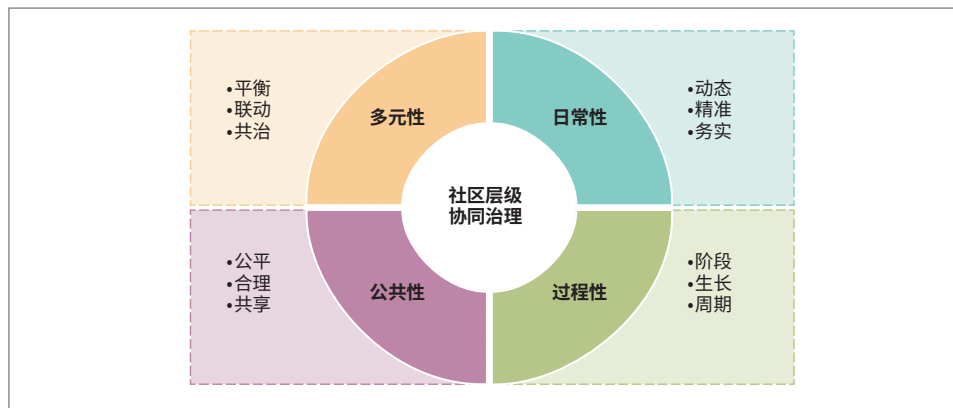 •平衡
•联动
•共治
多元性
日常性
•动态
•精准
•务实
社区层级
协同治理
•公平
•合理
•共享
公共性
过程性
•阶段
•生长
•周期